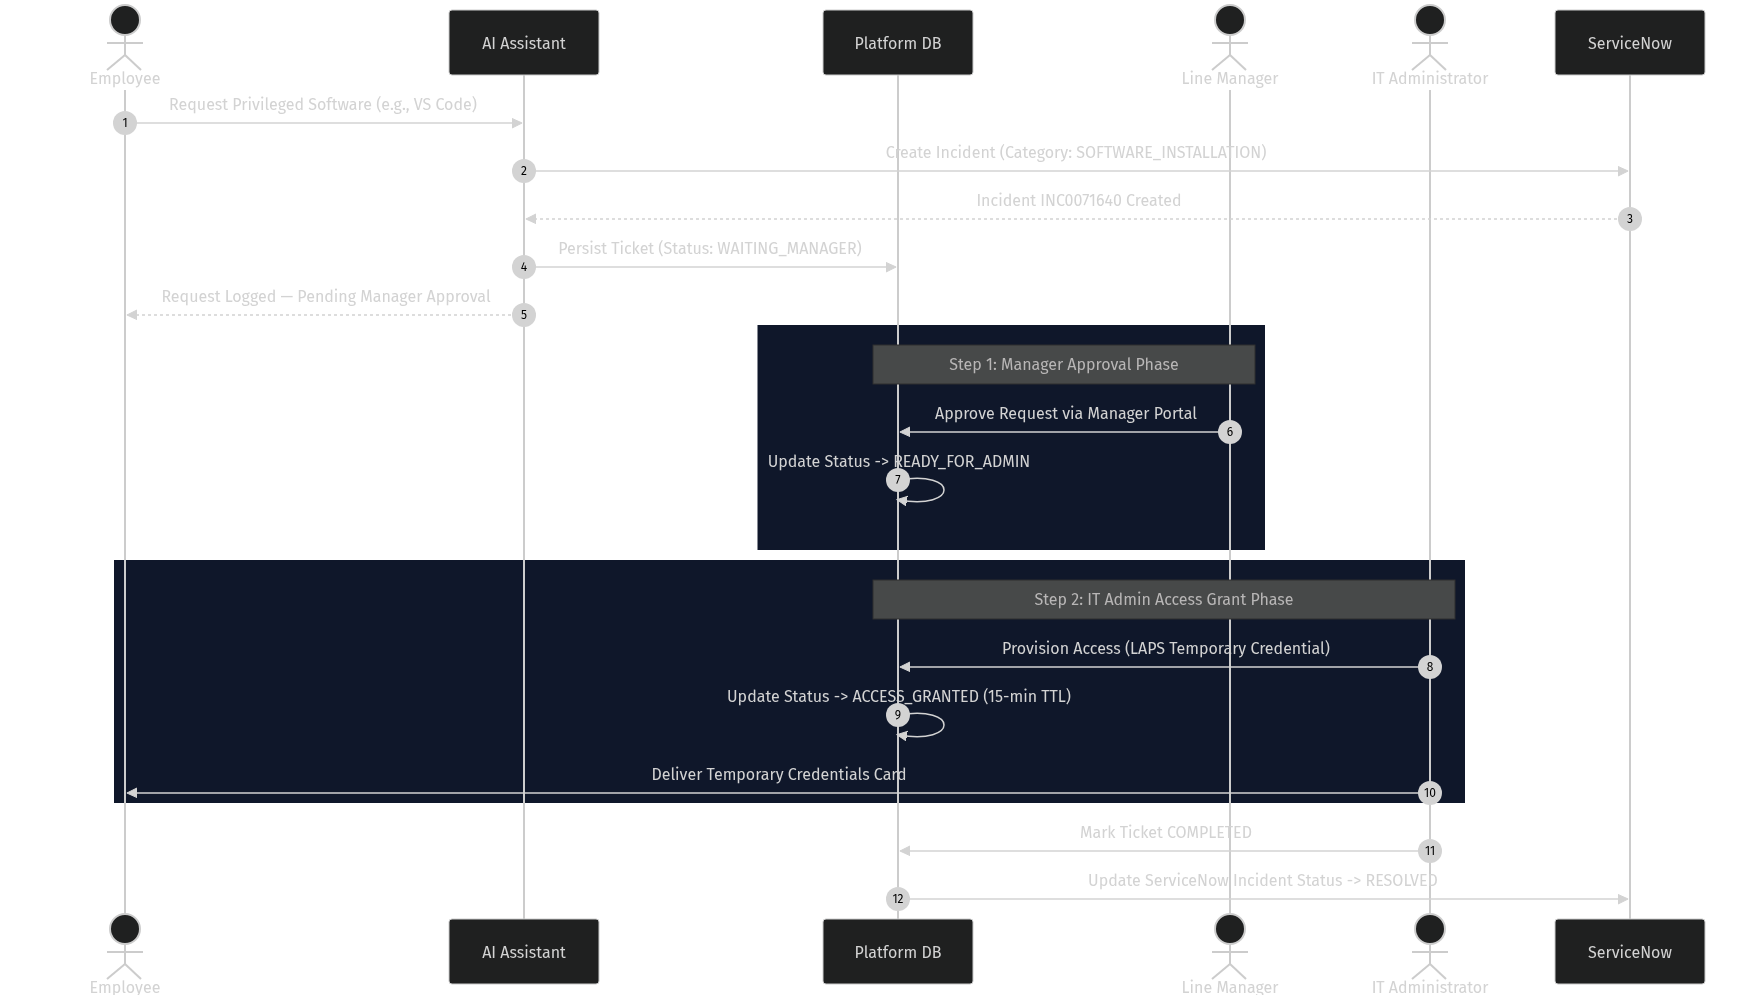 Employee
AI Assistant
Platform DB
Line Manager
IT Administrator
ServiceNow
Request Privileged Software (e.g., VS Code)
1
Create Incident (Category: SOFTWARE_INSTALLATION)
2
Incident INC0071640 Created
3
Persist Ticket (Status: WAITING_MANAGER)
4
Request Logged — Pending Manager Approval
5
Step 1: Manager Approval Phase
Approve Request via Manager Portal
6
Update Status -> READY_FOR_ADMIN
7
Step 2: IT Admin Access Grant Phase
Provision Access (LAPS Temporary Credential)
8
Update Status -> ACCESS_GRANTED (15-min TTL)
9
Deliver Temporary Credentials Card
10
Mark Ticket COMPLETED
11
Update ServiceNow Incident Status -> RESOLVED
12
Employee
AI Assistant
Platform DB
Line Manager
IT Administrator
ServiceNow